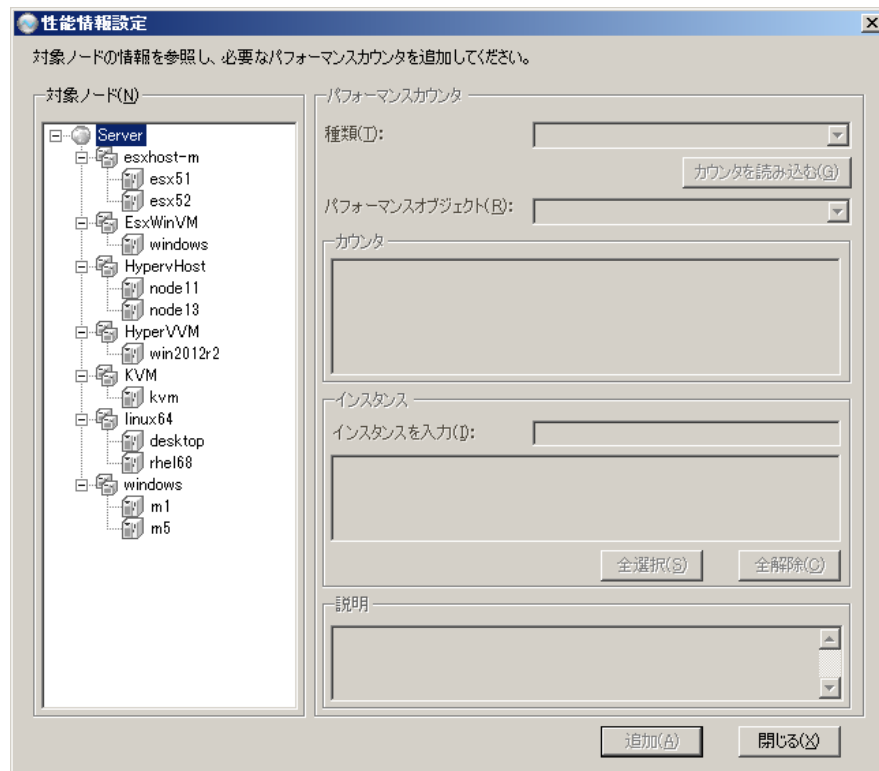 性能情報設定
対象ノードの情報を参照し、必要なパフォーマンスカウンタを追加してください。
対象ノード(N)
Server
esxhost-m
esx51
esx52
EsxWinVM
windows
HypervHost
node11
node13
HyperVVM
win2012r2
KVM
kvm
linux64
desktop
rhel68
windows
m1
m5
パフォーマンスカウンタ
種類(T):
カウンタを読み込む(G)
パフォーマンスオブジェクト(R):
カウンタ
インスタンス
インスタンスを入力(I):
全選択(S)
全解除(C)
説明
追加(A)
閉じる(X)